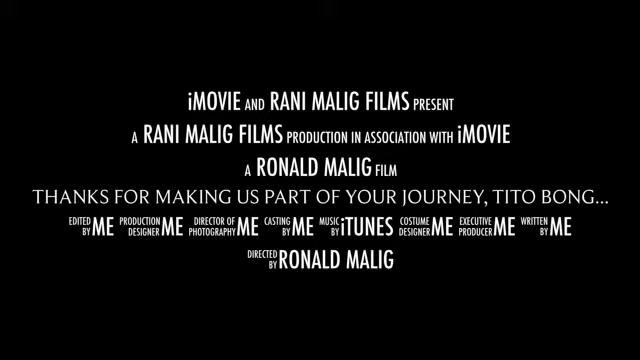 iMOVIE AND RANI MALIG FILMS PRESENT
A RANI MALIG FILMS PRODUCTION IN ASSOCIATION WITH iMOVIE
A RONALD MALIG FILM
THANKS FOR MAKING US PART OF YOUR JOURNEY, TITO BONG...
EDITED BY ME PRODUCTION DESIGNER ME DIRECTOR OF PHOTOGRAPHY ME CASTING BY ME MUSIC BY iTUNES COSTUME DESIGNER ME EXECUTIVE PRODUCER ME WRITTEN BY ME
DIRECTED BY RONALD MALIG